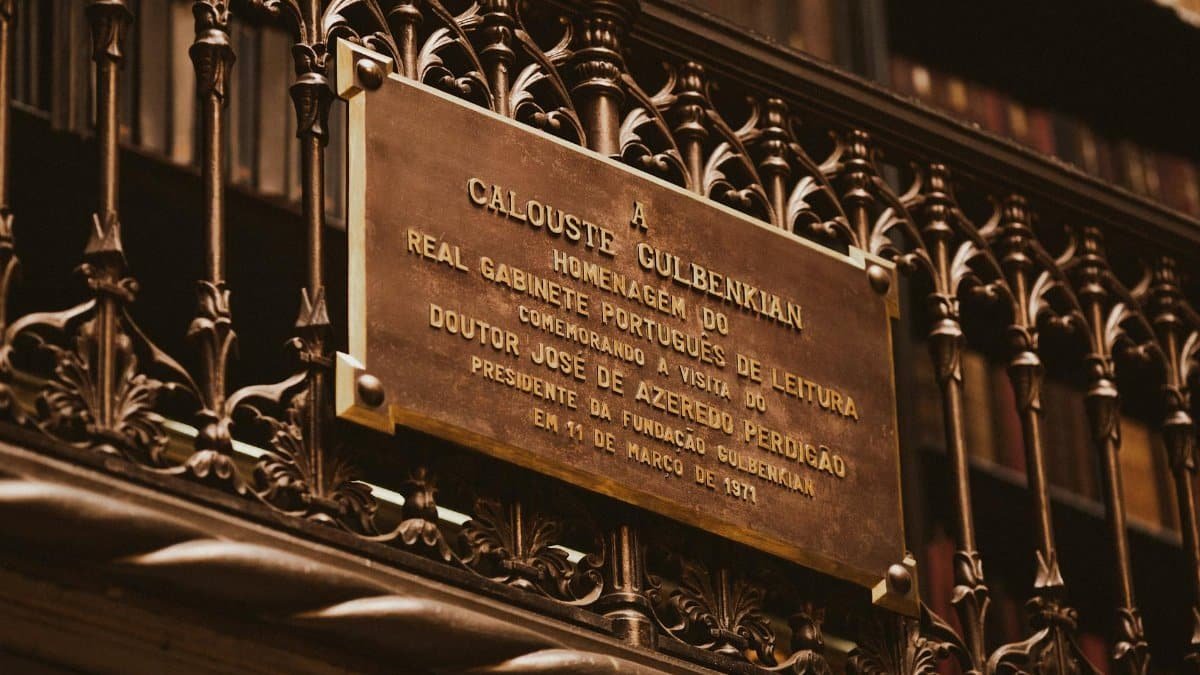 A
CALOUSTE GULBENKIAN
HOMENAGEM DO
REAL GABINETE PORTUGUÊS DE LEITURA
COMEMORANDO A VISITA DO
DOUTOR JOSÉ DE AZEREDO PERDIGÃO
PRESIDENTE DA FUNDAÇÃO GULBENKIAN
EM 11 DE MARÇO DE 1971